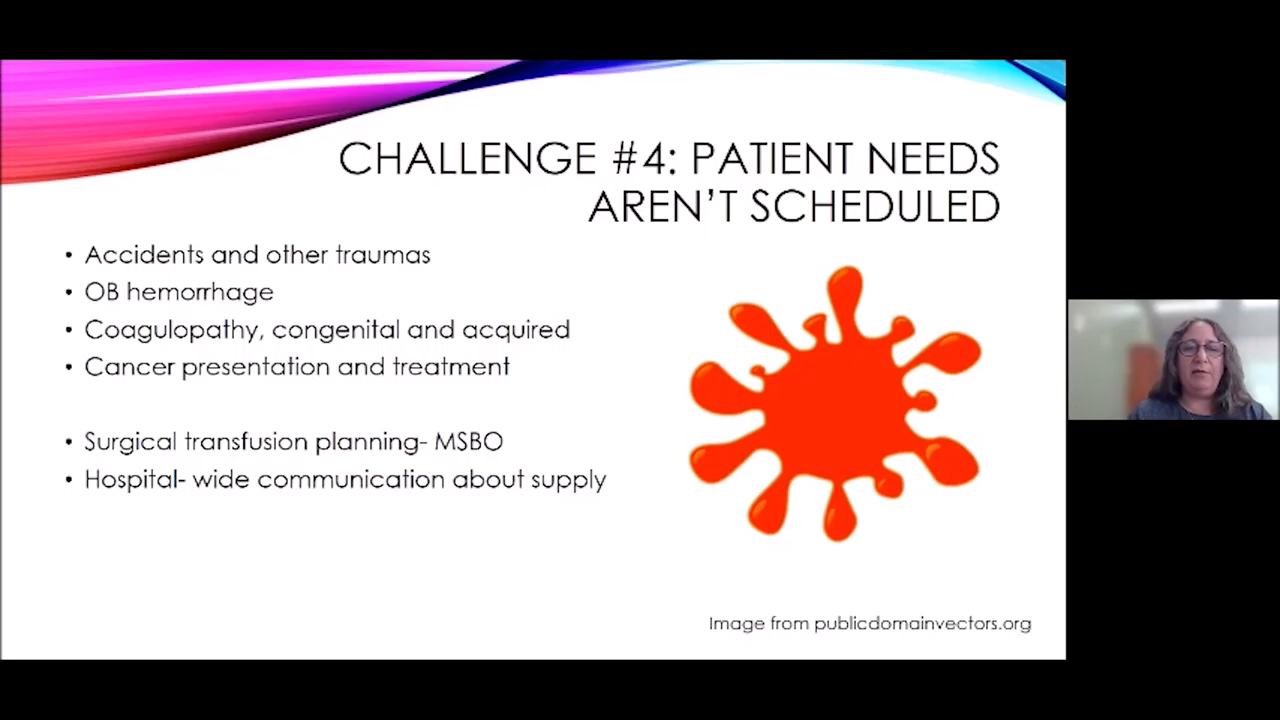 CHALLENGE #4: PATIENT NEEDS
AREN'T SCHEDULED
• Accidents and other traumas
• OB hemorrhage
• Coagulopathy, congenital and acquired
• Cancer presentation and treatment
• Surgical transfusion planning- MSBO
• Hospital- wide communication about supply
Image from publicdomainvectors.org